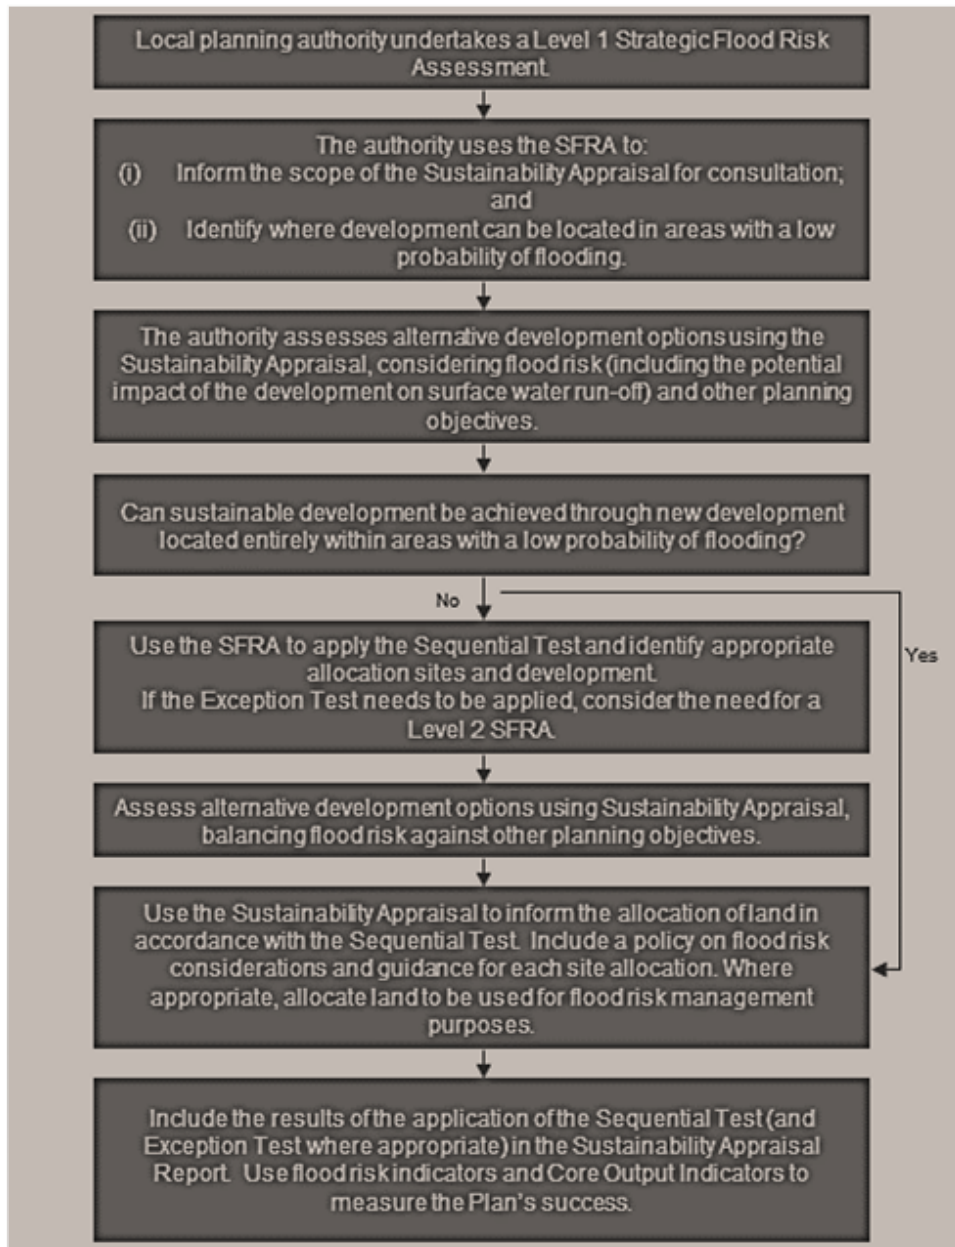 Local planning authority undertakes a Level 1 Strategic Flood Risk
Assessment.
The authority uses the SFRA to:
(i) Inform the scope of the Sustainability Appraisal for consultation;
and
(ii) Identify where development can be located in areas with a low
probability of flooding.
The authority assesses alternative development options using the
Sustainability Appraisal, considering flood risk (including the potential
impact of the development on surface water run-off) and other planning
objectives.
Can sustainable development be achieved through new development
located entirely within areas with a low probability of flooding?
No
Yes
Use the SFRA to apply the Sequential Test and identify appropriate
allocation sites and development.
If the Exception Test needs to be applied, consider the need for a
Level 2 SFRA.
Assess alternative development options using Sustainability Appraisal,
balancing flood risk against other planning objectives.
Use the Sustainability Appraisal to inform the allocation of land in
accordance with the Sequential Test. Include a policy on flood risk
considerations and guidance for each site allocation. Where
appropriate, allocate land to be used for flood risk management
purposes.
Include the results of the application of the Sequential Test (and
Exception Test where appropriate) in the Sustainability Appraisal
Report. Use flood risk indicators and Core Output Indicators to
measure the Plan's success.